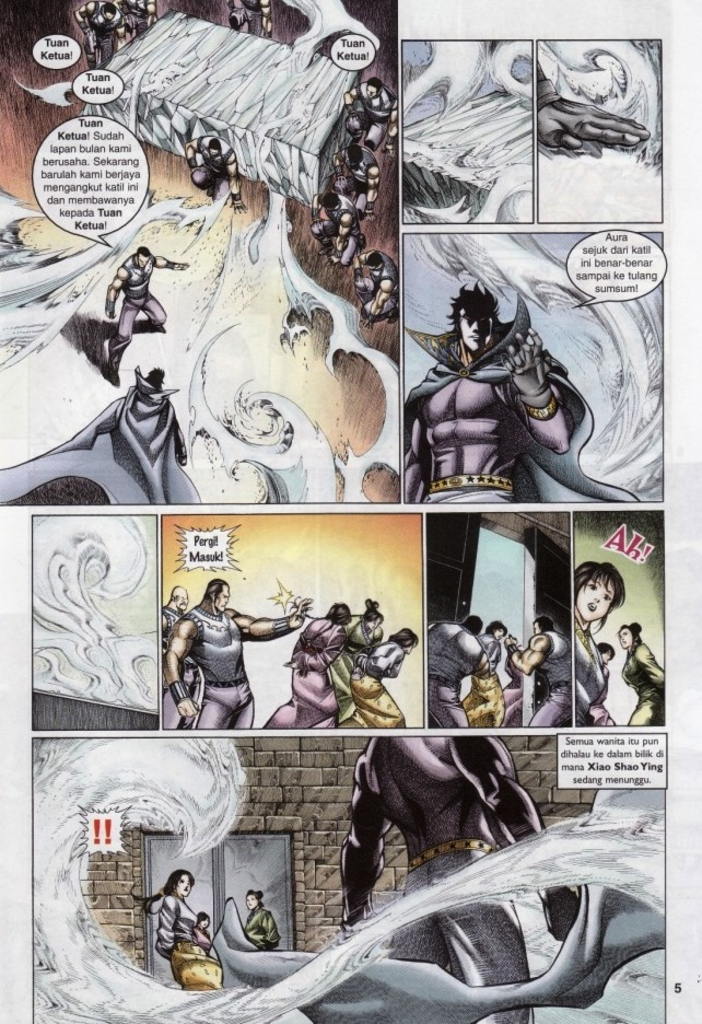 Tuan
Ketua!
Tuan
Ketua!
Tuan
Ketua!
Tuan
Ketua! Sudah
lapan bulan kami
berusaha. Sekarang
barulah kami berjaya
mengangkut katil ini
dan membawanya
kepada Tuan
Ketua!
Aura
sejuk dari katil
ini benar-benar
sampai ke tulang
sumsum!
Pergi!
Masuk!
Ah!
Semua wanita itu pun
dihalau ke dalam bilik di
mana Xiao Shao Ying
sedang menunggu.
!!
5